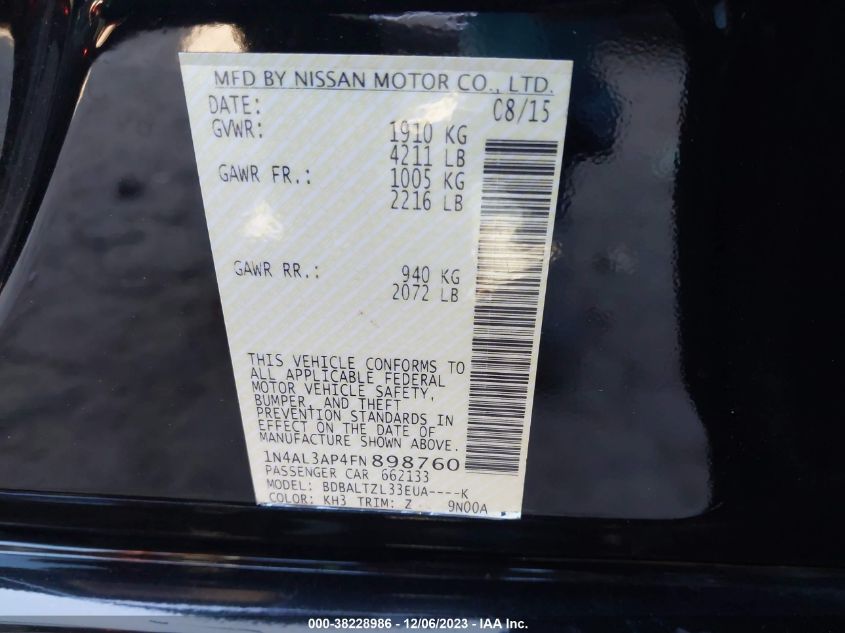 MFD BY NISSAN MOTOR CO., LTD.
DATE: 08/15
GVWR: 1910 KG
4211 LB
GAWR FR.: 1005 KG
2216 LB
GAWR RR.: 940 KG
2072 LB
THIS VEHICLE CONFORMS TO
ALL APPLICABLE FEDERAL
MOTOR VEHICLE SAFETY,
BUMPER, AND THEFT
PREVENTION STANDARDS IN
EFFECT ON THE DATE OF
MANUFACTURE SHOWN ABOVE.
1N4AL3AP4FN898760
PASSENGER CAR 662133
MODEL: BDBALTZL33EUA----K
COLOR: KH3 TRIM: Z 9N00A
000-38228986 - 12/06/2023 - IAA Inc.